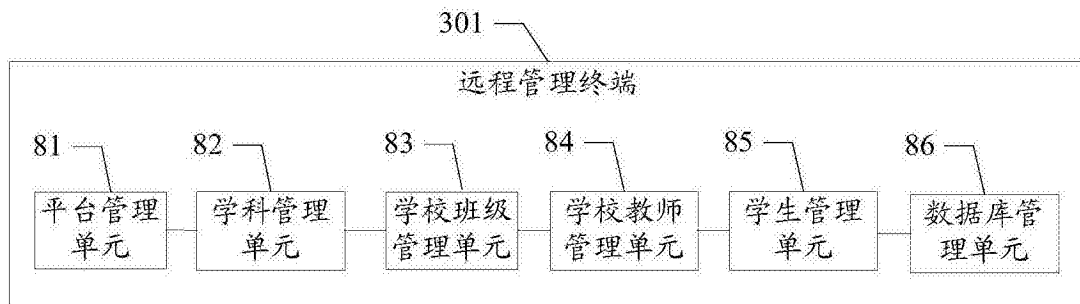 301
远程管理终端
81
82
83
84
85
86
平台管理
单元
学科管理
单元
学校班级
管理单元
学校教师
管理单元
学生管理
单元
数据库管
理单元